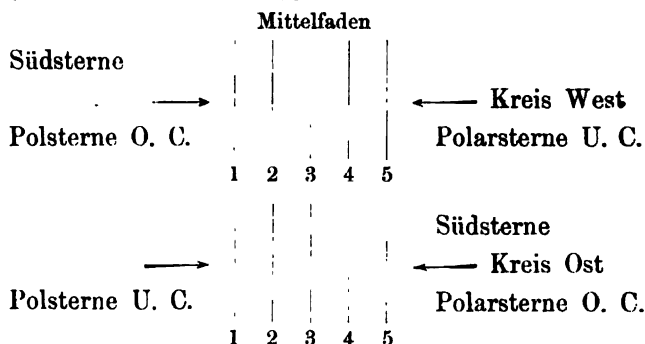 Mittelfaden
Südsterne
Kreis West
Polsterne O. C. Polarsterne U. C.
1 2 3 4 5
Südsterne
Kreis Ost
Polsterne U. C. Polarsterne O. C.
1 2 3 4 5